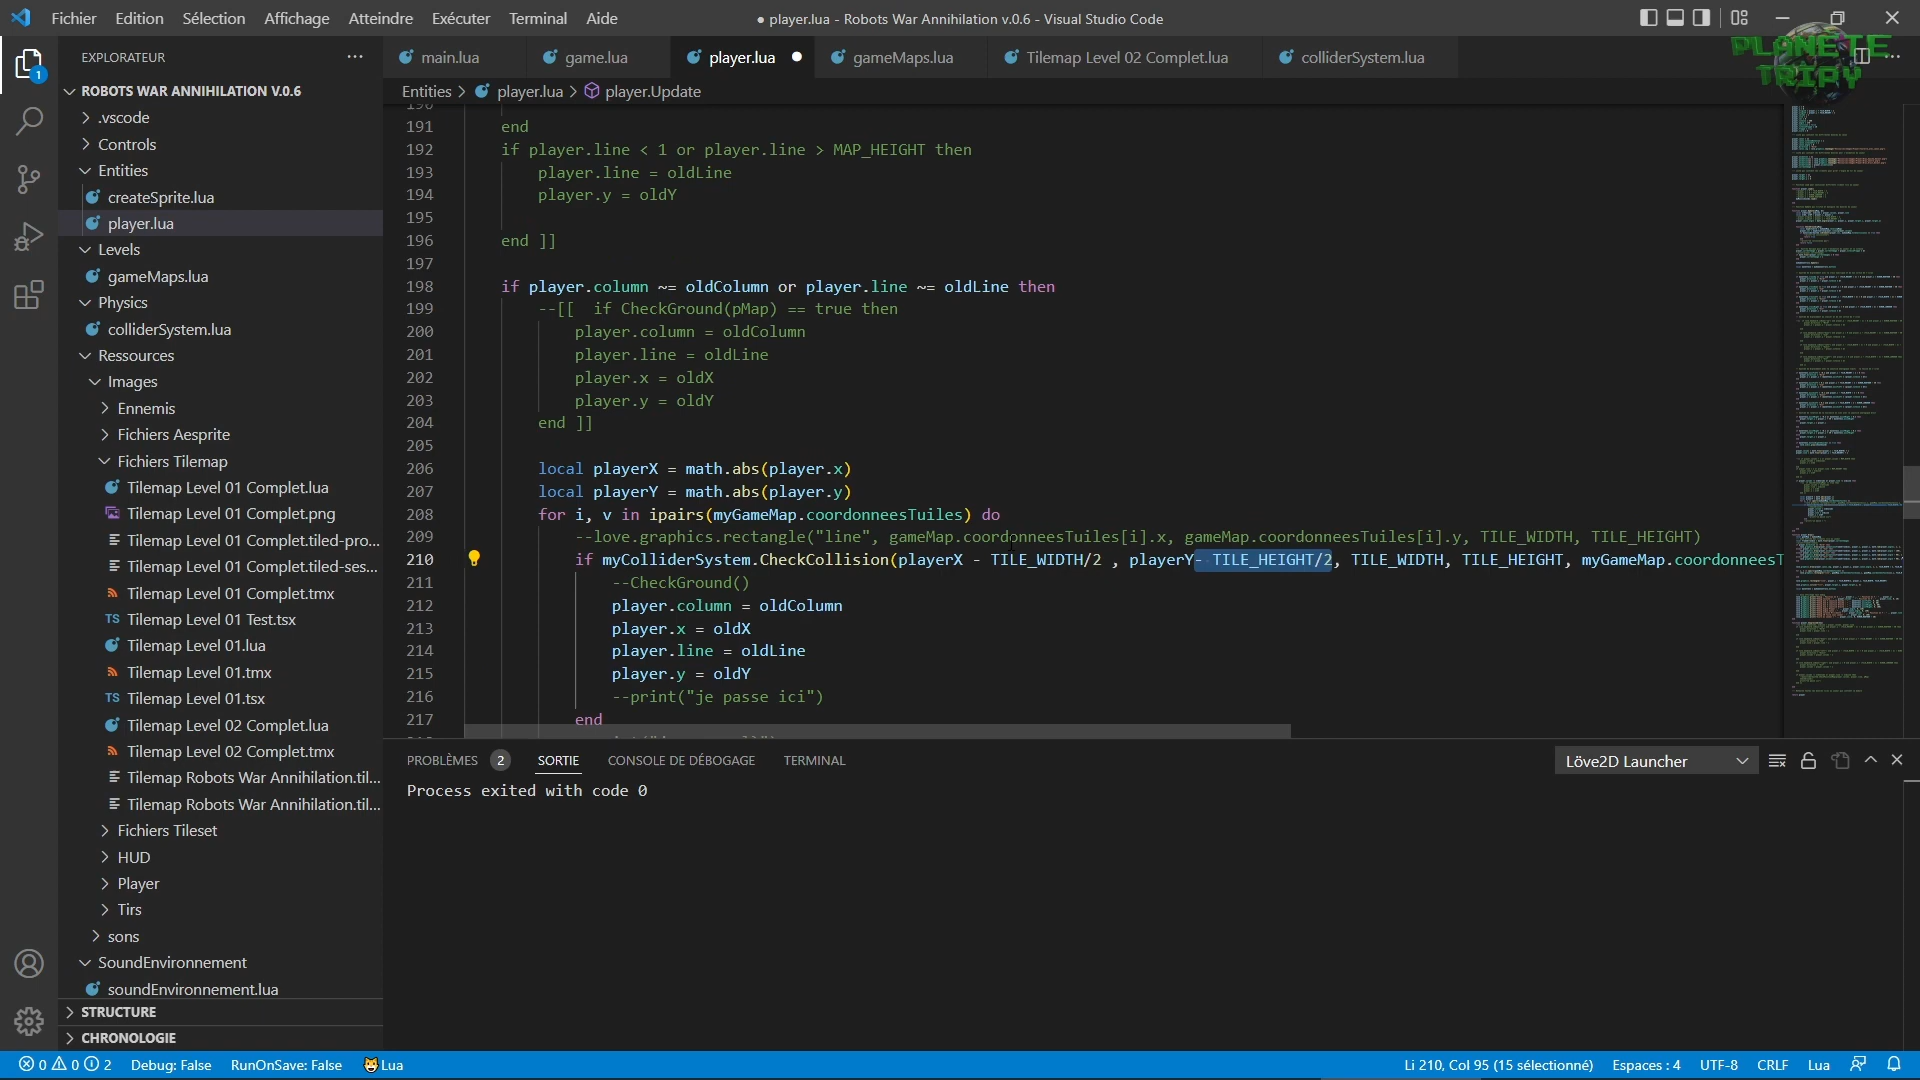 Fichier Edition Sélection Affichage Atteindre Exécuter Terminal Aide
● player.lua - Robots War Annihilation v.0.6 - Visual Studio Code
PLANETE
TRIPY
EXPLORATEUR
main.lua
game.lua
player.lua
gameMaps.lua
Tilemap Level 02 Complet.lua
colliderSystem.lua
1
Entities > player.lua > player.Update
ROBOTS WAR ANNIHILATION V.0.6
.vscode
Controls
Entities
createSprite.lua
player.lua
Levels
gameMaps.lua
Physics
colliderSystem.lua
Ressources
Images
Ennemis
Fichiers Aesprite
Fichiers Tilemap
Tilemap Level 01 Complet.lua
Tilemap Level 01 Complet.png
Tilemap Level 01 Complet.tiled-pro...
Tilemap Level 01 Complet.tiled-ses...
Tilemap Level 01 Complet.tmx
TS Tilemap Level 01 Test.tsx
Tilemap Level 01.lua
Tilemap Level 01.tmx
TS Tilemap Level 01.tsx
Tilemap Level 02 Complet.lua
Tilemap Level 02 Complet.tmx
Tilemap Robots War Annihilation.til...
Tilemap Robots War Annihilation.til...
Fichiers Tileset
HUD
Player
Tirs
sons
SoundEnvironnement
soundEnvironnement.lua
STRUCTURE
CHRONOLOGIE
190
191 end
192 if player.line < 1 or player.line > MAP_HEIGHT then
193 player.line = oldLine
194 player.y = oldY
195
196 end ]]
197
198 if player.column ~= oldColumn or player.line ~= oldLine then
199 --[[  if CheckGround(pMap) == true then
200 player.column = oldColumn
201 player.line = oldLine
202 player.x = oldX
203 player.y = oldY
204 end ]]
205
206 local playerX = math.abs(player.x)
207 local playerY = math.abs(player.y)
208 for i, v in ipairs(myGameMap.coordonneesTuiles) do
209 --love.graphics.rectangle("line", gameMap.coordonneesTuiles[i].x, gameMap.coordonneesTuiles[i].y, TILE_WIDTH, TILE_HEIGHT)
210 if myColliderSystem.CheckCollision(playerX - TILE_WIDTH/2 , playerY- TILE_HEIGHT/2, TILE_WIDTH, TILE_HEIGHT, myGameMap.coordonneesT
211 --CheckGround()
212 player.column = oldColumn
213 player.x = oldX
214 player.line = oldLine
215 player.y = oldY
216 --print("je passe ici")
217 end
PROBLÈMES 2 SORTIE CONSOLE DE DÉBOGAGE TERMINAL
Löve2D Launcher
Process exited with code 0
0 0 2 Debug: False RunOnSave: False Lua
Li 210, Col 95 (15 sélectionné) Espaces : 4 UTF-8 CRLF Lua